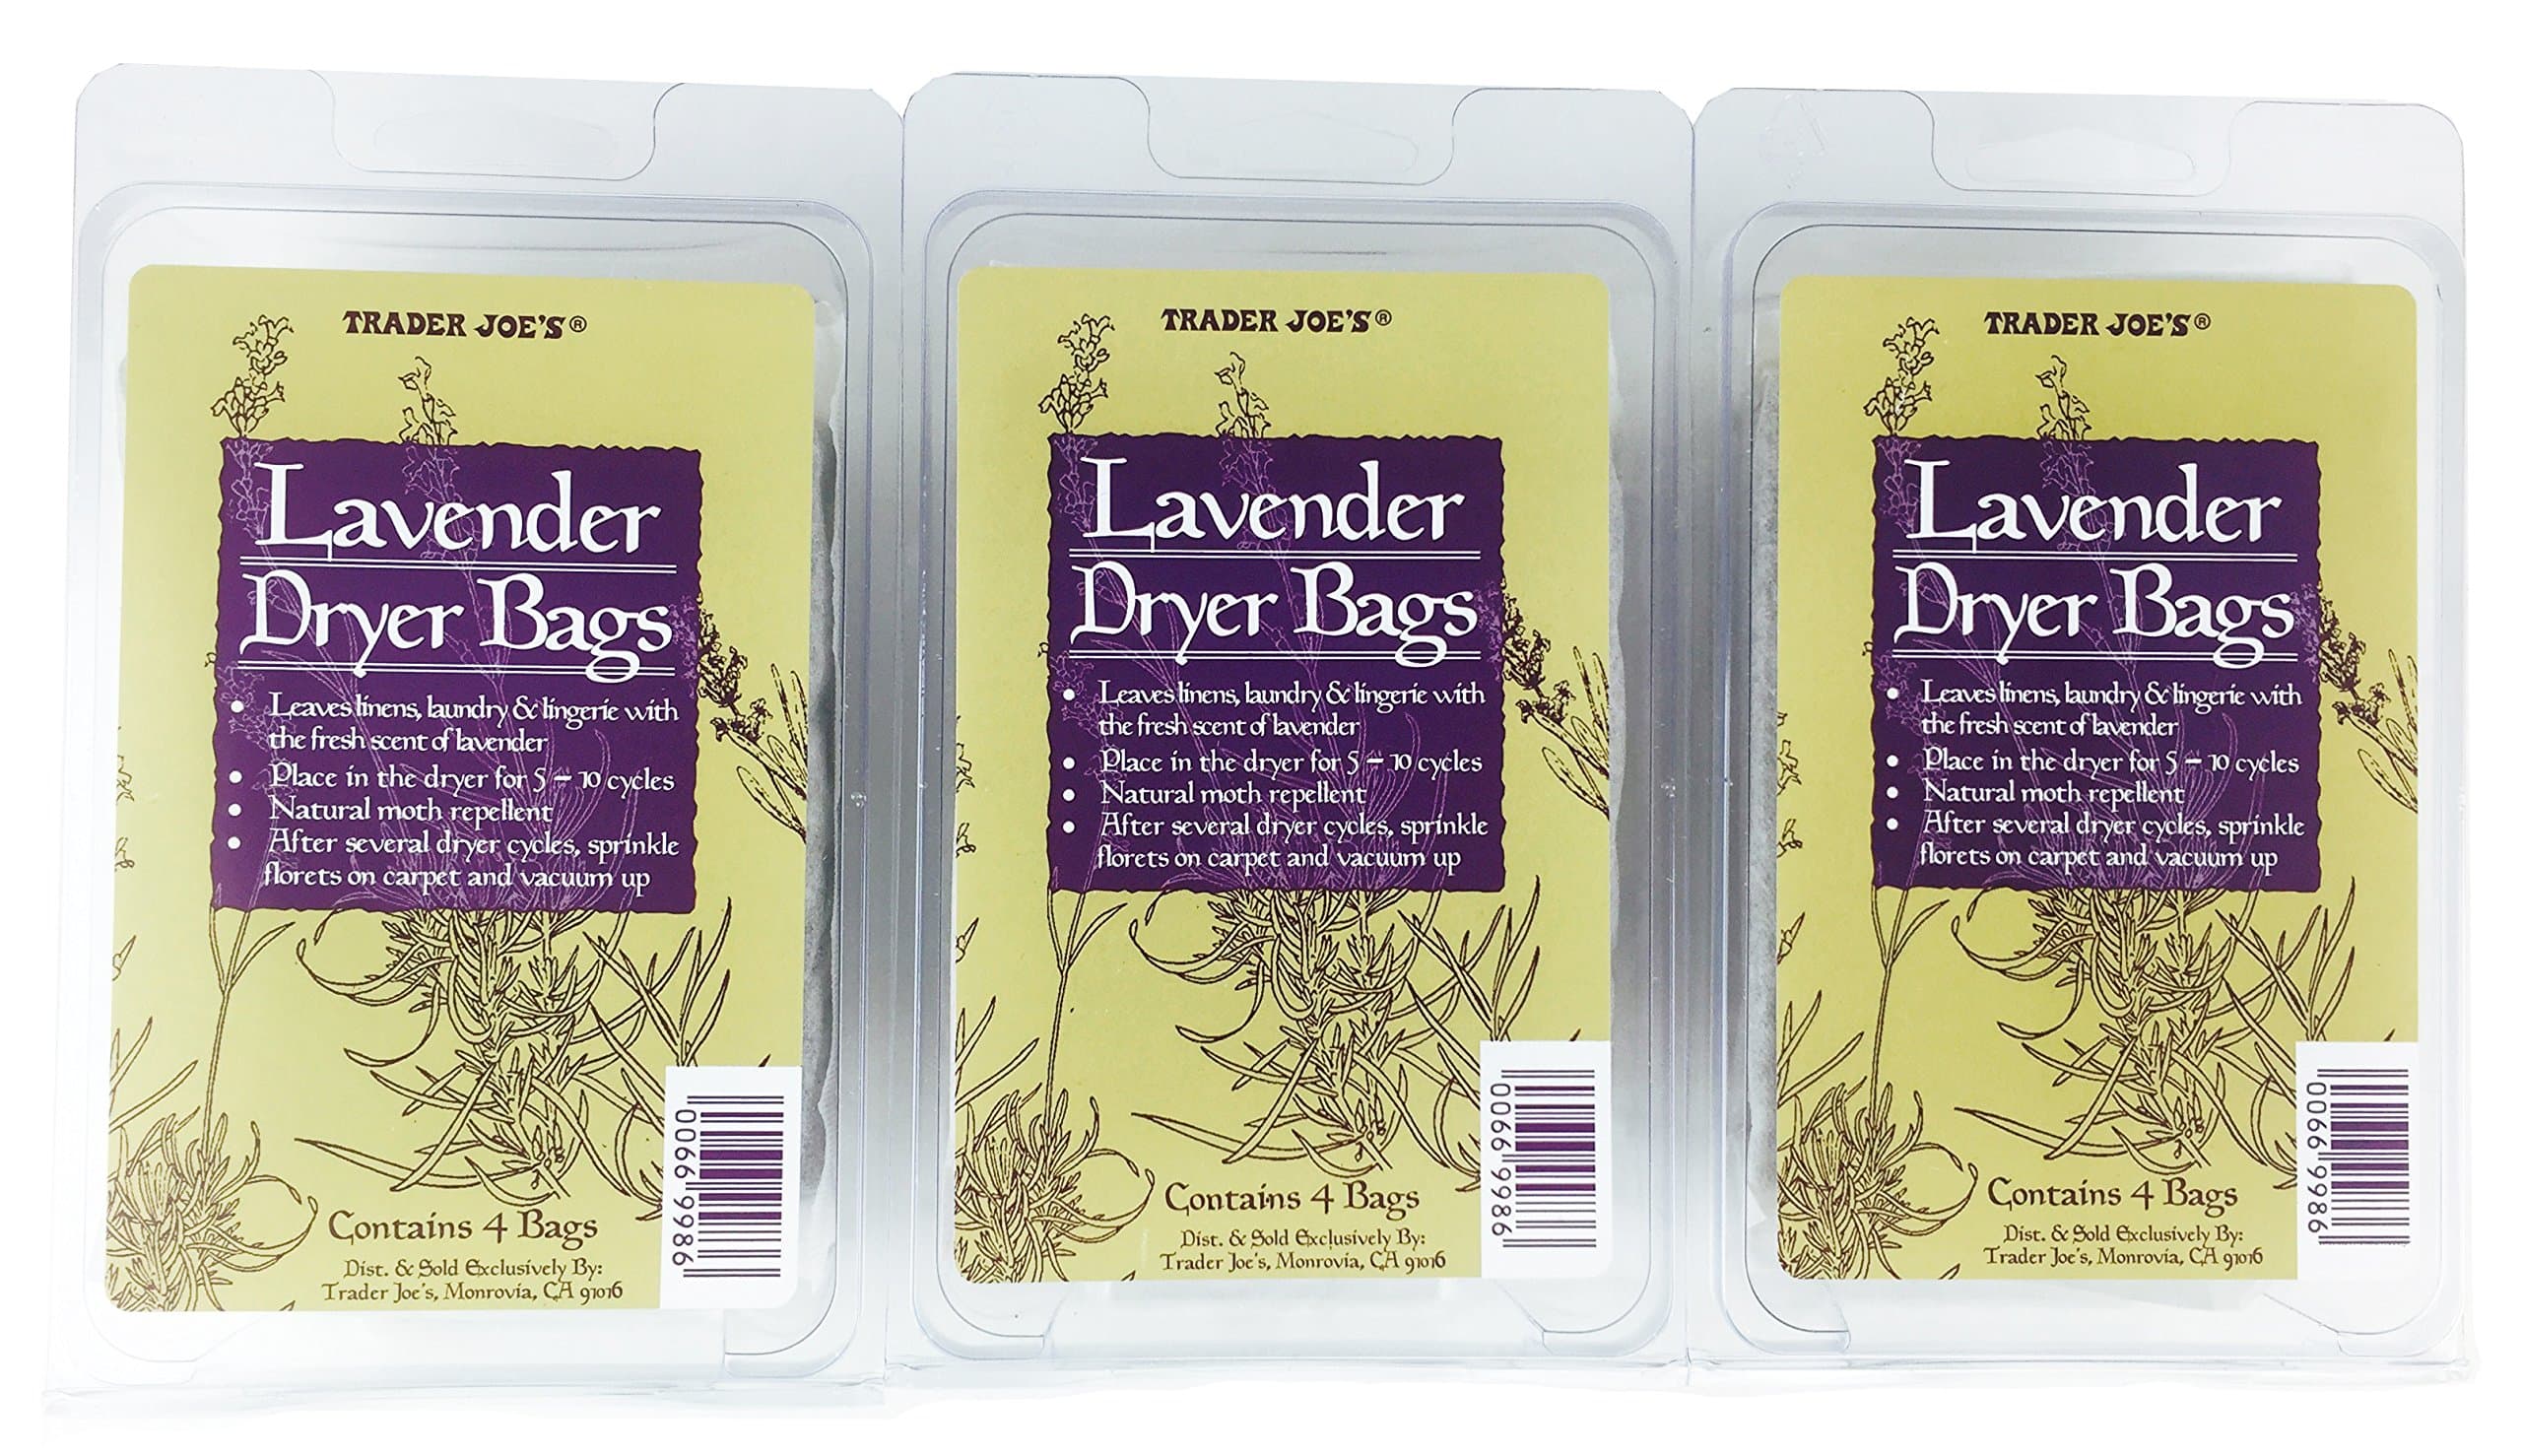 TRADER JOE'S®
Lavender
Dryer Bags
• Leaves linens, laundry & lingerie with
the fresh scent of lavender
• Place in the dryer for 5 – 10 cycles
• Natural moth repellent
• After several dryer cycles, sprinkle
florets on carpet and vacuum up
Contains 4 Bags
Dist. & Sold Exclusively By:
Trader Joe's, Monrovia, CA 91016
0066 9986
TRADER JOE'S®
Lavender
Dryer Bags
• Leaves linens, laundry & lingerie with
the fresh scent of lavender
• Place in the dryer for 5 – 10 cycles
• Natural moth repellent
• After several dryer cycles, sprinkle
florets on carpet and vacuum up
Contains 4 Bags
Dist. & Sold Exclusively By:
Trader Joe's, Monrovia, CA 91016
0066 9986
TRADER JOE'S®
Lavender
Dryer Bags
• Leaves linens, laundry & lingerie with
the fresh scent of lavender
• Place in the dryer for 5 – 10 cycles
• Natural moth repellent
• After several dryer cycles, sprinkle
florets on carpet and vacuum up
Contains 4 Bags
Dist. & Sold Exclusively By:
Trader Joe's, Monrovia, CA 91016
0066 9986